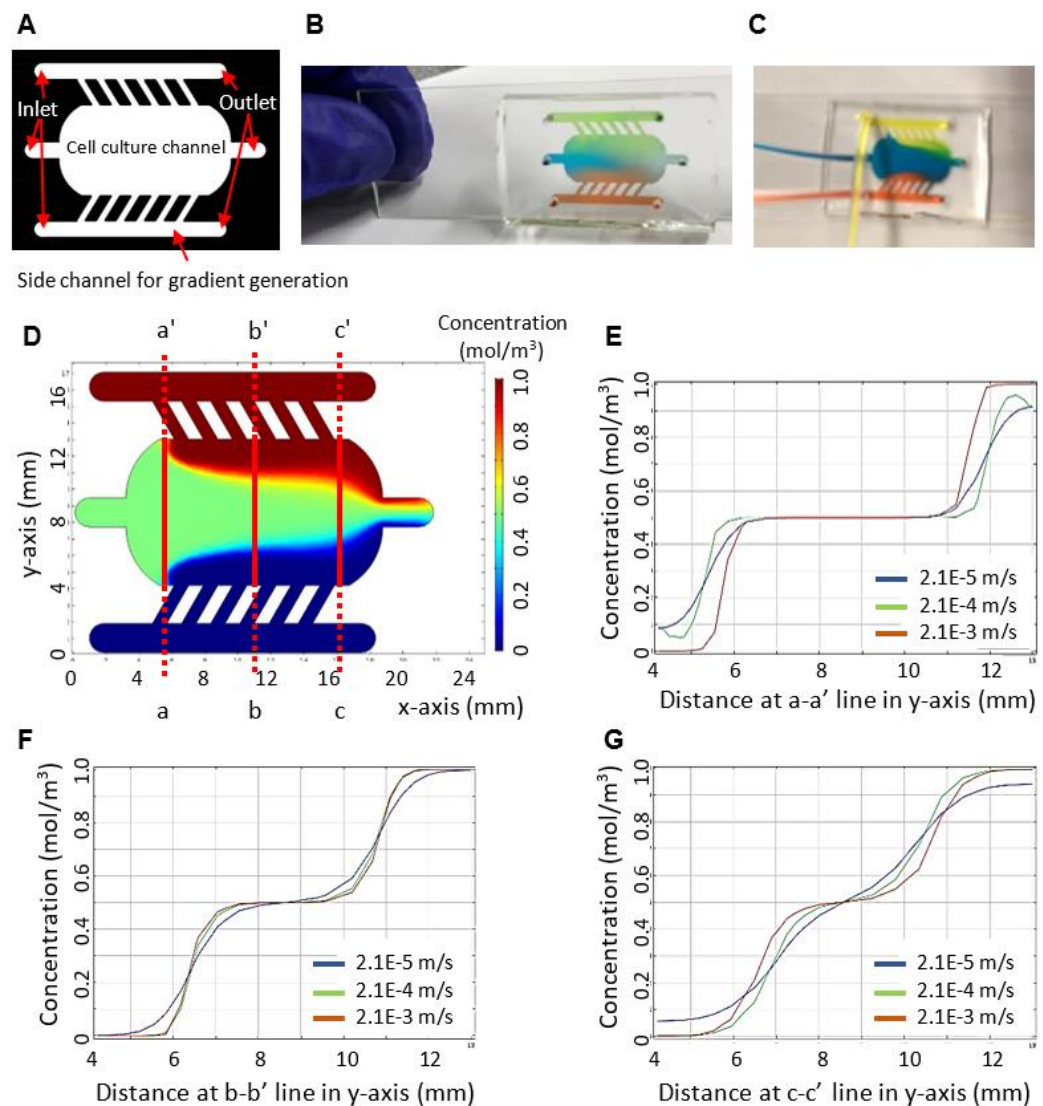 A
B
C
Inlet
Outlet
Cell culture channel
Side channel for gradient generation
D
a'
b'
c'
Concentration
(mol/m³)
1.0
0.8
0.6
0.4
0.2
0
y-axis (mm)
16
12
8
4
0
0 4 8 12 16 20 24
a
b
c
x-axis (mm)
E
Concentration (mol/m³)
1.0
0.8
0.6
0.4
0.2
0
2.1E-5 m/s
2.1E-4 m/s
2.1E-3 m/s
4 6 8 10 12
Distance at a-a’ line in y-axis (mm)
F
Concentration (mol/m³)
1.0
0.8
0.6
0.4
0.2
0
2.1E-5 m/s
2.1E-4 m/s
2.1E-3 m/s
4 6 8 10 12
Distance at b-b’ line in y-axis (mm)
G
Concentration (mol/m³)
1.0
0.8
0.6
0.4
0.2
0
2.1E-5 m/s
2.1E-4 m/s
2.1E-3 m/s
4 6 8 10 12
Distance at c-c’ line in y-axis (mm)